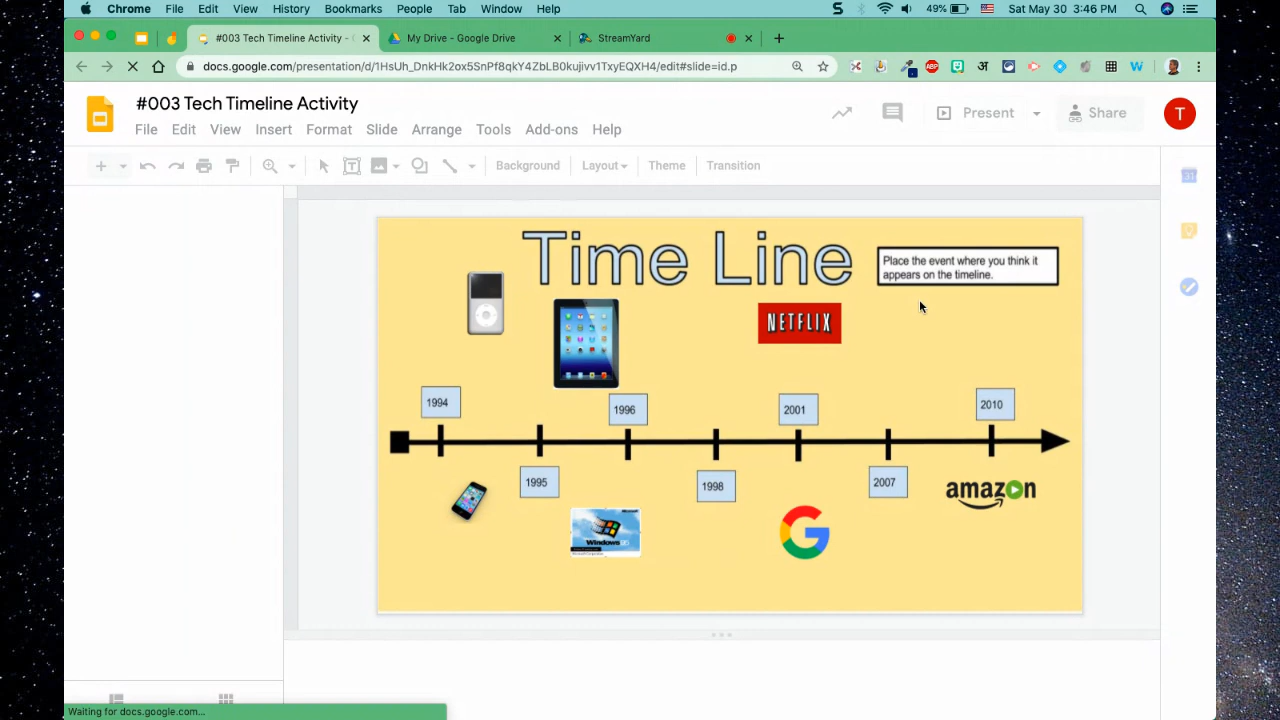 Chrome File Edit View History Bookmarks People Tab Window Help S 49% Sat May 30 3:46 PM
#003 Tech Timeline Activity - G × My Drive - Google Drive × StreamYard × +
docs.google.com/presentation/d/1HsUh_DnkHk2ox5SnPf8qkY4ZbLB0kujivv1TxyEQXH4/edit#slide=id.p
ABP अ W
#003 Tech Timeline Activity
Present Share T
File Edit View Insert Format Slide Arrange Tools Add-ons Help
Background Layout Theme Transition
31
Time Line
Place the event where you think it
appears on the timeline.
NETFLIX
1994 1996 2001 2010
1995 1998 2007
amazon
Windows 95
G
Waiting for docs.google.com...